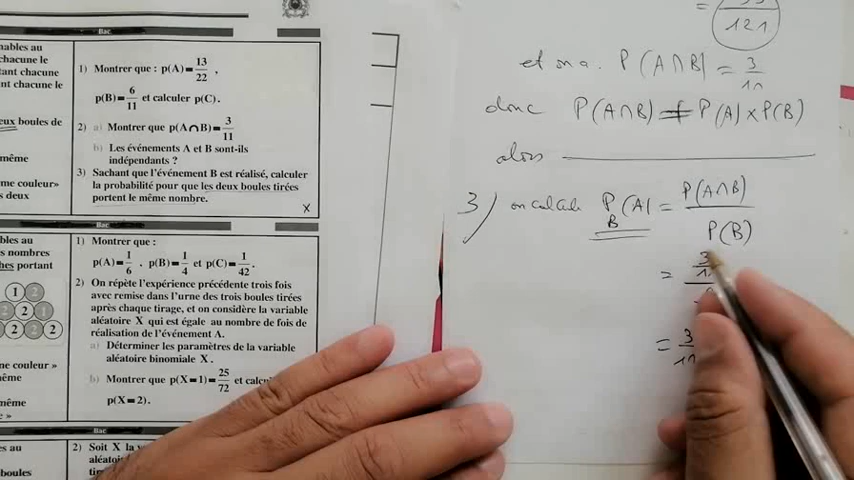 Bac
nables au
chacune le
tant chacune
nt chacune le
eux boules de
même
me couleur»
s deux
1) Montrer que : p(A)=13/22 ,
p(B)=6/11 et calculer p(C).
2) a) Montrer que p(A∩B)=3/11
b) Les événements A et B sont-ils
indépendants ?
3) Sachant que l'événement B est réalisé, calculer
la probabilité pour que les deux boules tirées
portent le même nombre.
x
Bac
bles au
s nombres
hes portant
1 2
2 2 1
2 2 2
ne couleur »
ême
même
e »
1) Montrer que :
p(A)=1/6 , p(B)=1/4 et p(C)=1/42.
2) On répète l'expérience précédente trois fois
avec remise dans l'urne des trois boules tirées
après chaque tirage, et on considère la variable
aléatoire X qui est égale au nombre de fois de
réalisation de l'événement A.
a) Déterminer les paramètres de la variable
aléatoire binomiale X .
b) Montrer que p(X=1)=25/72 et calc
p(X=2).
Bac
s au
boules
2) Soit X la v
aléato
tir
= /121
et on a. P(A∩B)=3/11
donc P(A∩B)≠P(A)×P(B)
alors
3) on calcule P_B(A)=P(A∩B)/P(B)
=
= 3/11